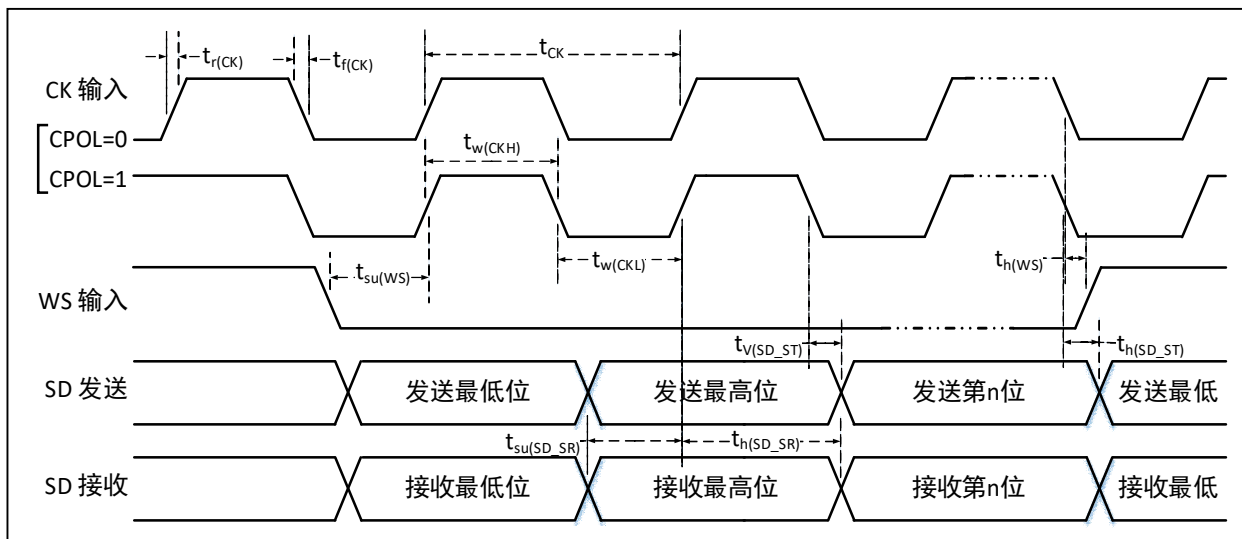 t_r(CK)
t_f(CK)
t_CK
CK 输入
CPOL=0
t_w(CKH)
CPOL=1
t_su(WS)
t_w(CKL)
t_h(WS)
WS 输入
t_V(SD_ST)
t_h(SD_ST)
SD 发送
发送最低位
发送最高位
发送第n位
发送最低
t_su(SD_SR)
t_h(SD_SR)
SD 接收
接收最低位
接收最高位
接收第n位
接收最低